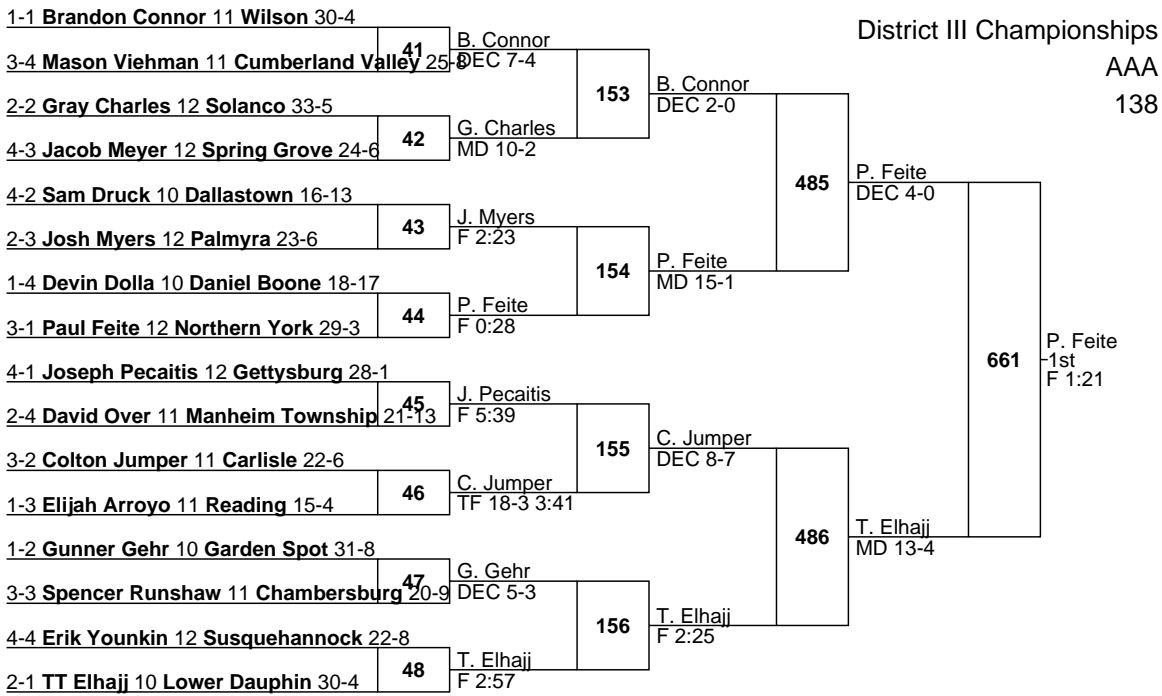 District III Championships
AAA
138
1-1 Brandon Connor 11 Wilson 30-4
41
3-4 Mason Viehman 11 Cumberland Valley 25-8
B. Connor
DEC 7-4
2-2 Gray Charles 12 Solanco 33-5
42
4-3 Jacob Meyer 12 Spring Grove 24-6
G. Charles
MD 10-2
153
B. Connor
DEC 2-0
4-2 Sam Druck 10 Dallastown 16-13
43
2-3 Josh Myers 12 Palmyra 23-6
J. Myers
F 2:23
1-4 Devin Dolla 10 Daniel Boone 18-17
44
3-1 Paul Feite 12 Northern York 29-3
P. Feite
F 0:28
154
P. Feite
MD 15-1
485
P. Feite
DEC 4-0
4-1 Joseph Pecaitis 12 Gettysburg 28-1
45
2-4 David Over 11 Manheim Township 21-13
J. Pecaitis
F 5:39
3-2 Colton Jumper 11 Carlisle 22-6
46
1-3 Elijah Arroyo 11 Reading 15-4
C. Jumper
TF 18-3 3:41
155
C. Jumper
DEC 8-7
1-2 Gunner Gehr 10 Garden Spot 31-8
47
3-3 Spencer Runshaw 11 Chambersburg 20-9
G. Gehr
DEC 5-3
4-4 Erik Younkin 12 Susquehannock 22-8
48
2-1 TT Elhajj 10 Lower Dauphin 30-4
T. Elhajj
F 2:57
156
T. Elhajj
F 2:25
486
T. Elhajj
MD 13-4
661
P. Feite
1st
F 1:21